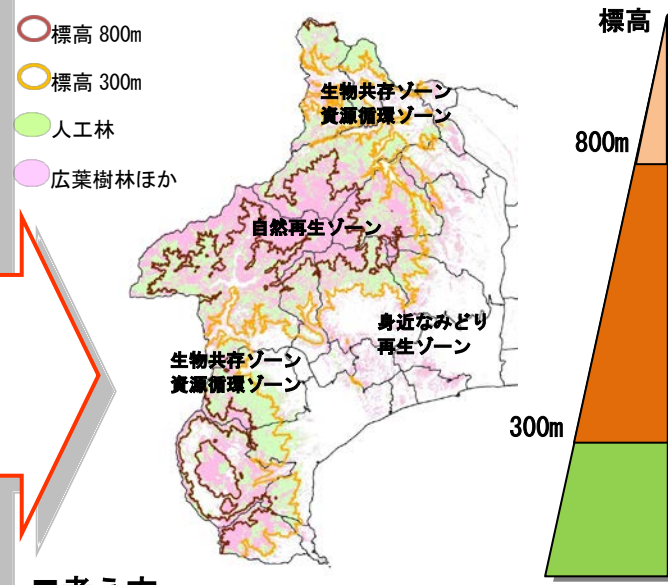 標高 800m
標高 300m
人工林
広葉樹林ほか
生物共存ゾーン
資源循環ゾーン
自然再生ゾーン
身近なみどり
再生ゾーン
生物共存ゾーン
資源循環ゾーン
標高
800m
300m